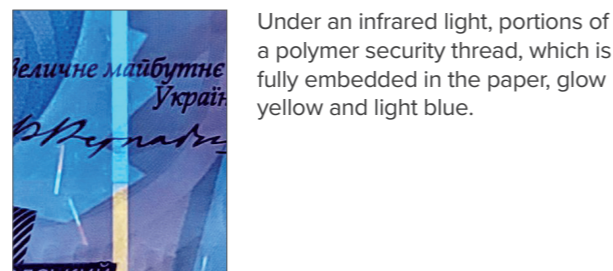 величне майбутнє
Україн
Under an infrared light, portions of
a polymer security thread, which is
fully embedded in the paper, glow
yellow and light blue.